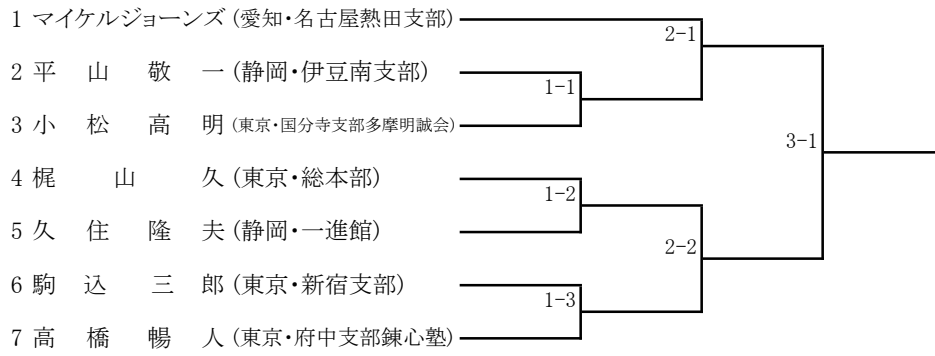 1 マイケルジョーンズ (愛知・名古屋熱田支部)
2-1
2 平 山 敬 一 (静岡・伊豆南支部)
1-1
3 小 松 高 明 (東京・国分寺支部多摩明誠会)
3-1
4 梶 山 久 (東京・総本部)
1-2
5 久 住 隆 夫 (静岡・一進館)
2-2
6 駒 込 三 郎 (東京・新宿支部)
1-3
7 高 橋 暢 人 (東京・府中支部錬心塾)